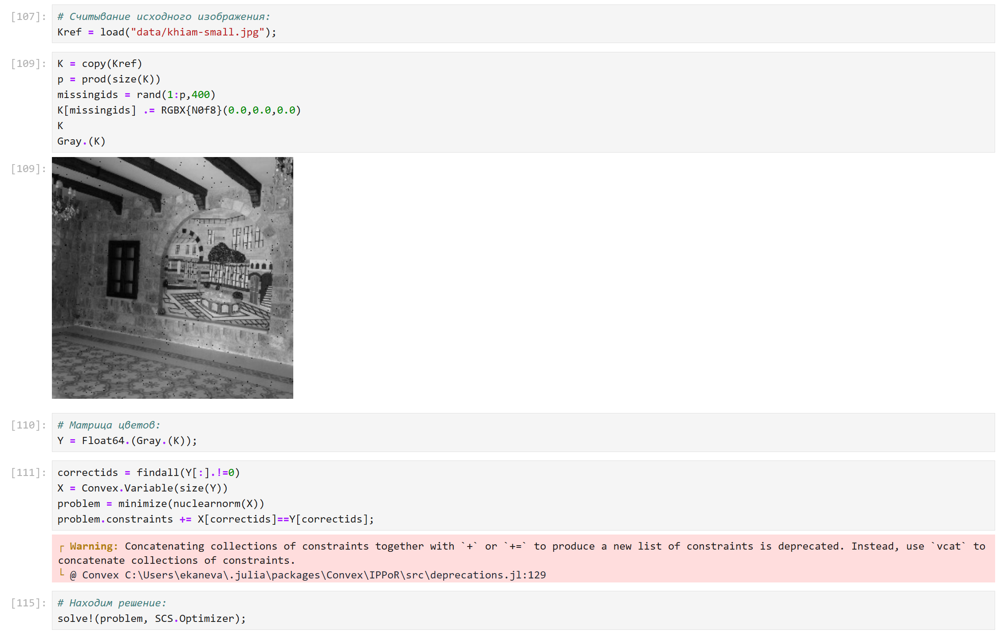 [107]:
# Считывание исходного изображения:
Kref = load("data/khiam-small.jpg");
[109]:
K = copy(Kref)
p = prod(size(K))
missingids = rand(1:p,400)
K[missingids] .= RGBX{N0f8}(0.0,0.0,0.0)
K
Gray.(K)
[109]:
[110]:
# Матрица цветов:
Y = Float64.(Gray.(K));
[111]:
correctids = findall(Y[:].!=0)
X = Convex.Variable(size(Y))
problem = minimize(nuclearnorm(X))
problem.constraints += X[correctids]==Y[correctids];
┌ Warning: Concatenating collections of constraints together with `+` or `+=` to produce a new list of constraints is deprecated. Instead, use `vcat` to
concatenate collections of constraints.
└ @ Convex C:\Users\ekaneva\.julia\packages\Convex\IPPoR\src\deprecations.jl:129
[115]:
# Находим решение:
solve!(problem, SCS.Optimizer);